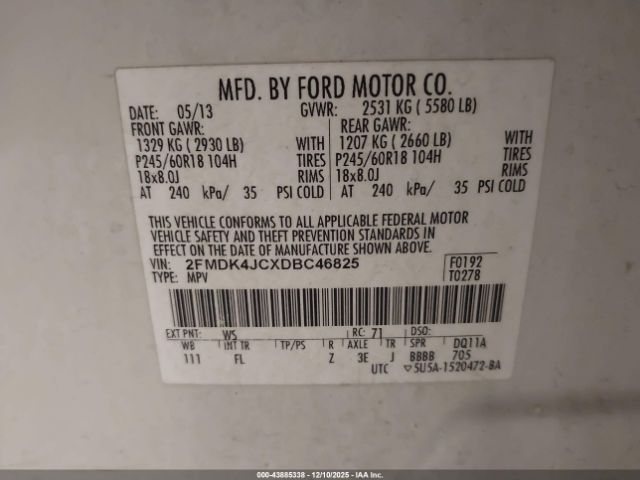 MFD. BY FORD MOTOR CO.
DATE: 05/13 GVWR: 2531 KG ( 5580 LB)
FRONT GAWR: REAR GAWR:
1329 KG ( 2930 LB) WITH 1207 KG ( 2660 LB) WITH
P245/60R18 104H TIRES P245/60R18 104H TIRES
18x8.0J RIMS 18x8.0J RIMS
AT 240 kPa/ 35 PSI COLD AT 240 kPa/ 35 PSI COLD
THIS VEHICLE CONFORMS TO ALL APPLICABLE FEDERAL MOTOR
VEHICLE SAFETY AND THEFT PREVENTION STANDARDS IN
EFFECT ON THE DATE OF MANUFACTURE SHOWN ABOVE.
VIN: 2FMDK4JCXDBC46825 F0192
TYPE: MPV T0278
EXT PNT: WS RC: 71 DSO:
WB INT TR TP/PS R AXLE TR SPR DQ11A
111 FL Z 3E J BBBB 705
UTC ▽5U5A-1520472-BA
000-43885338 - 12/10/2025 - IAAI, Inc.